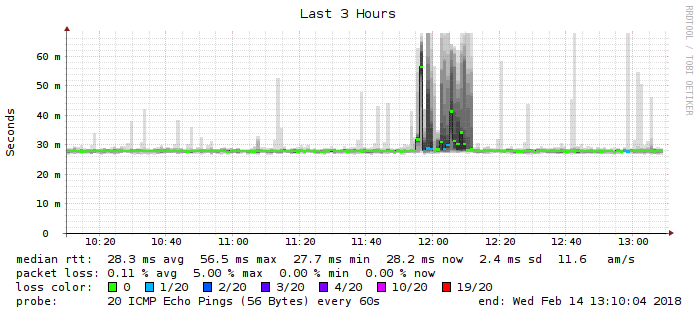 Last 3 Hours
RRDTOOL / TOBI OETIKER
Seconds
60 m
50 m
40 m
30 m
20 m
10 m
0
10:20 10:40 11:00 11:20 11:40 12:00 12:20 12:40 13:00
median rtt: 28.3 ms avg 56.5 ms max 27.7 ms min 28.2 ms now 2.4 ms sd 11.6 am/s
packet loss: 0.11 % avg 5.00 % max 0.00 % min 0.00 % now
loss color: 0 1/20 2/20 3/20 4/20 10/20 19/20
probe: 20 ICMP Echo Pings (56 Bytes) every 60s end: Wed Feb 14 13:10:04 2018